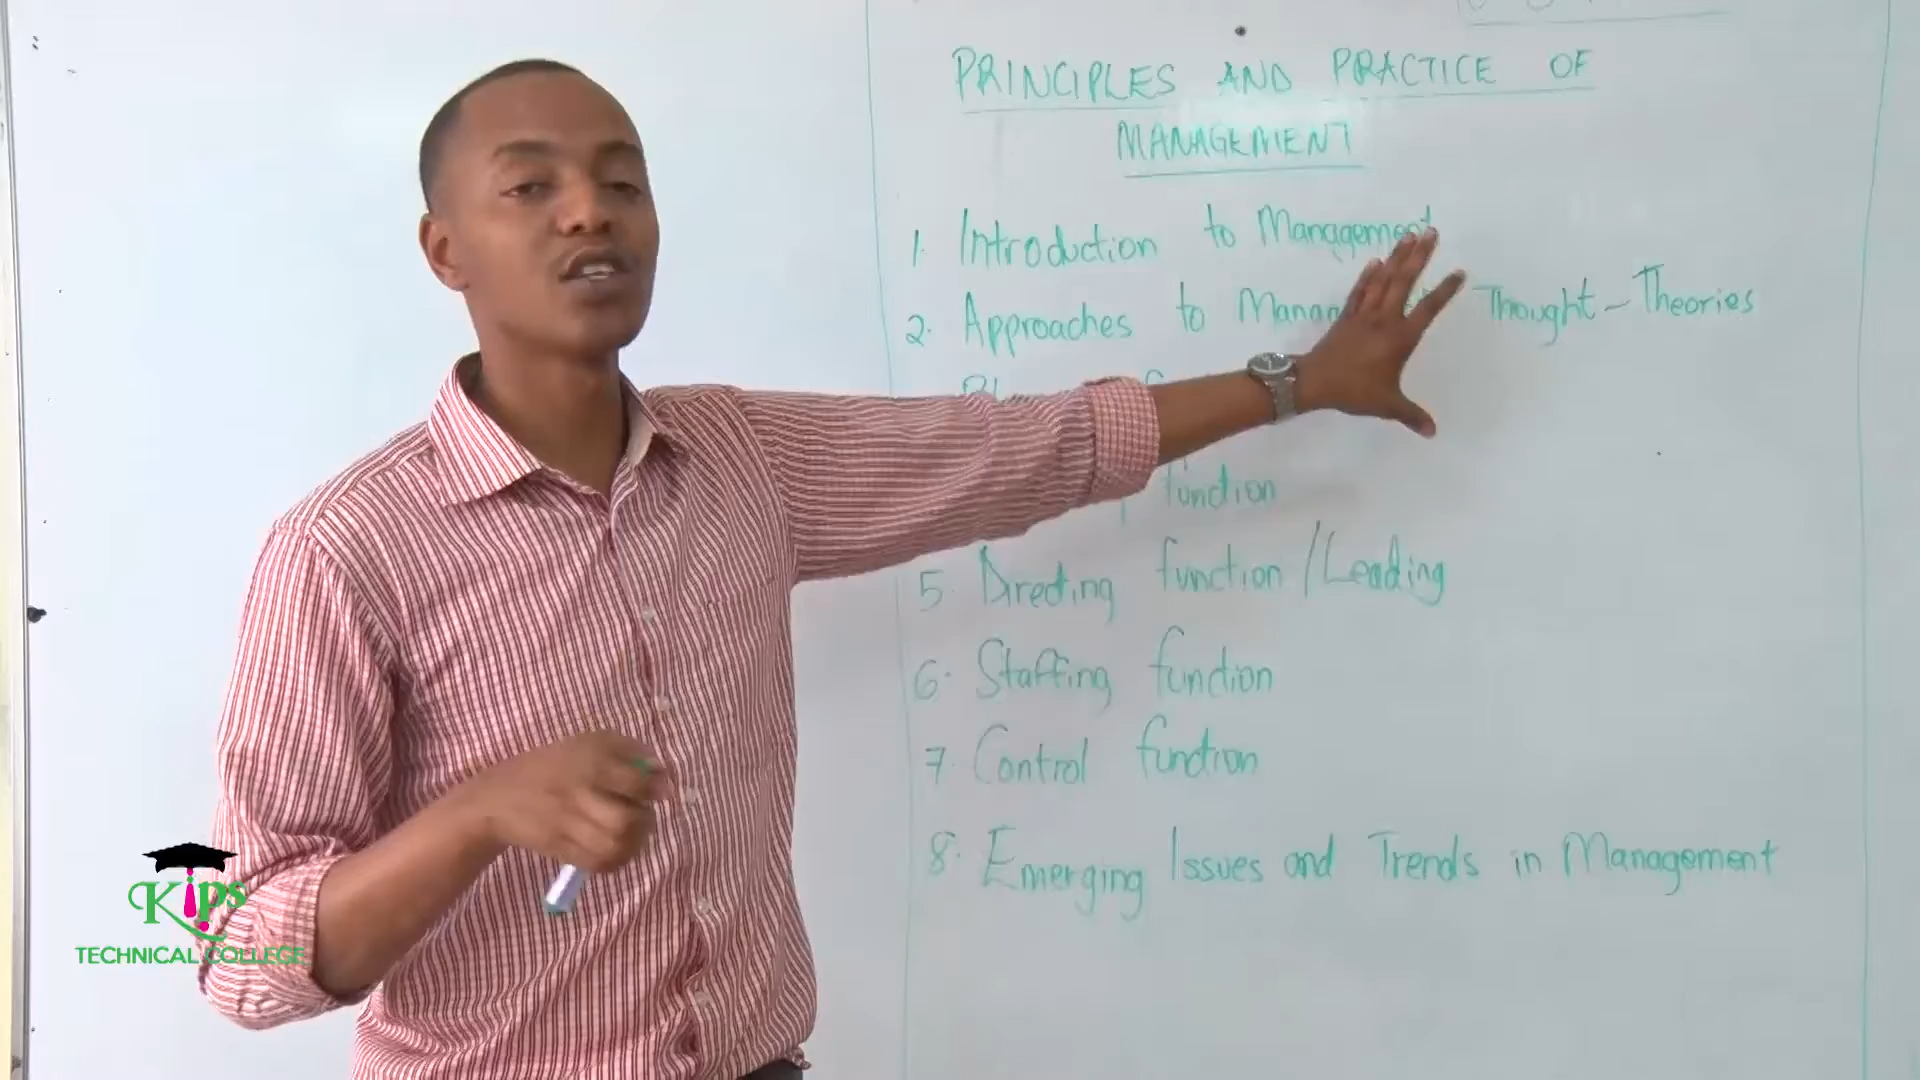 PRINCIPLES AND PRACTICE OF
MANAGEMENT
1. Introduction to Management
2. Approaches to Thought - Theories
function
5. Directing function / Leading
6. Staffing function
7. Control function
8. Emerging Issues and Trends in Management
Kips
TECHNICAL COLLEGE